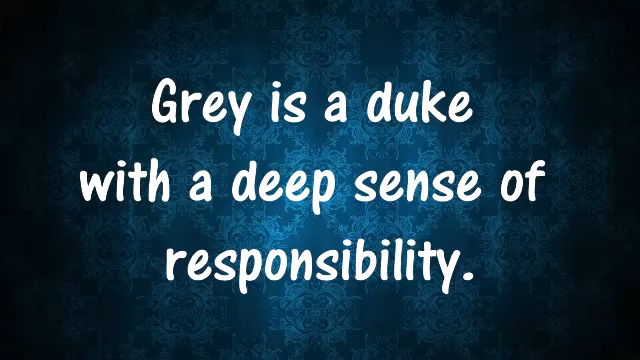 Grey is a duke
with a deep sense of
responsibility.